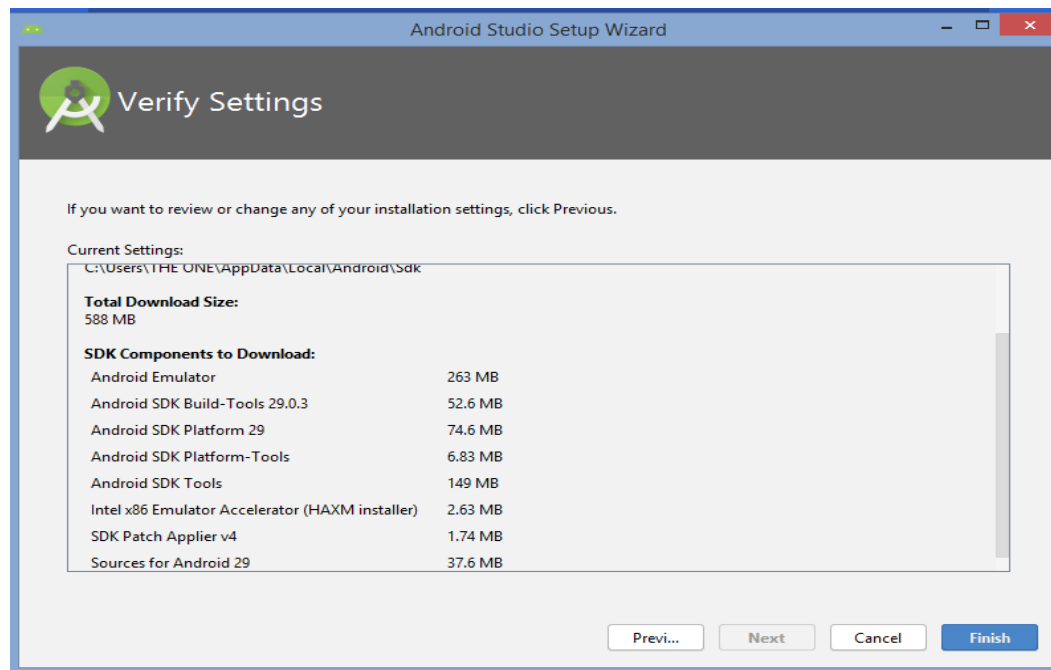 Android Studio Setup Wizard
Verify Settings
If you want to review or change any of your installation settings, click Previous.
Current Settings:
C:\Users\THE ONE\AppData\Local\Android\Sdk
Total Download Size:
588 MB
SDK Components to Download:
Android Emulator 263 MB
Android SDK Build-Tools 29.0.3 52.6 MB
Android SDK Platform 29 74.6 MB
Android SDK Platform-Tools 6.83 MB
Android SDK Tools 149 MB
Intel x86 Emulator Accelerator (HAXM installer) 2.63 MB
SDK Patch Applier v4 1.74 MB
Sources for Android 29 37.6 MB
Previ... Next Cancel Finish